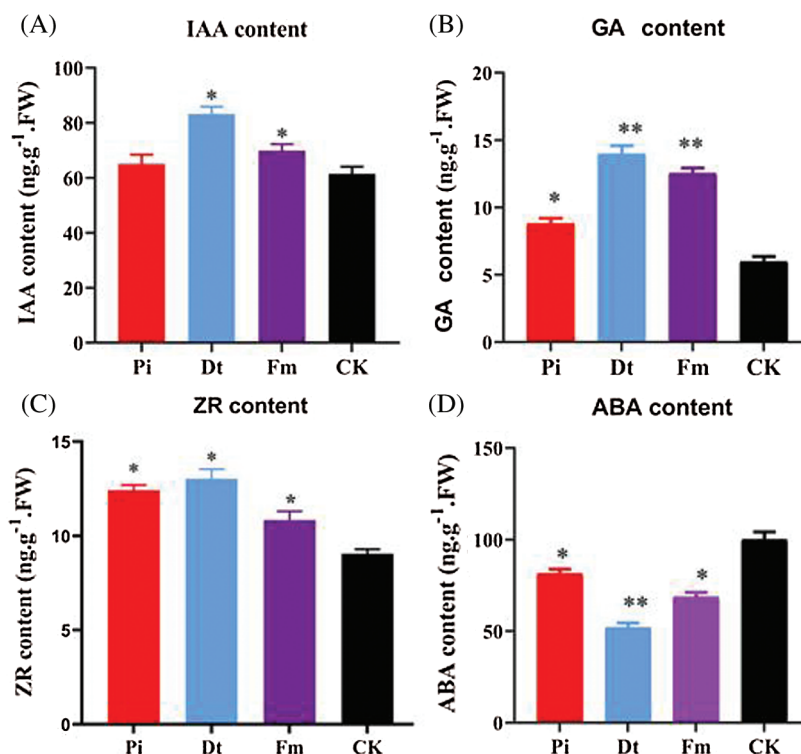 (A)
IAA content
IAA content (ng.g⁻¹.FW)
100
80
60
40
20
0
*
*
Pi Dt Fm CK
(B)
GA content
GA content (ng.g⁻¹.FW)
20
15
10
5
0
*
**
**
Pi Dt Fm CK
(C)
ZR content
ZR content (ng.g⁻¹.FW)
15
10
5
0
*
*
*
Pi Dt Fm CK
(D)
ABA content
ABA content (ng.g⁻¹.FW)
150
100
50
0
*
**
*
Pi Dt Fm CK